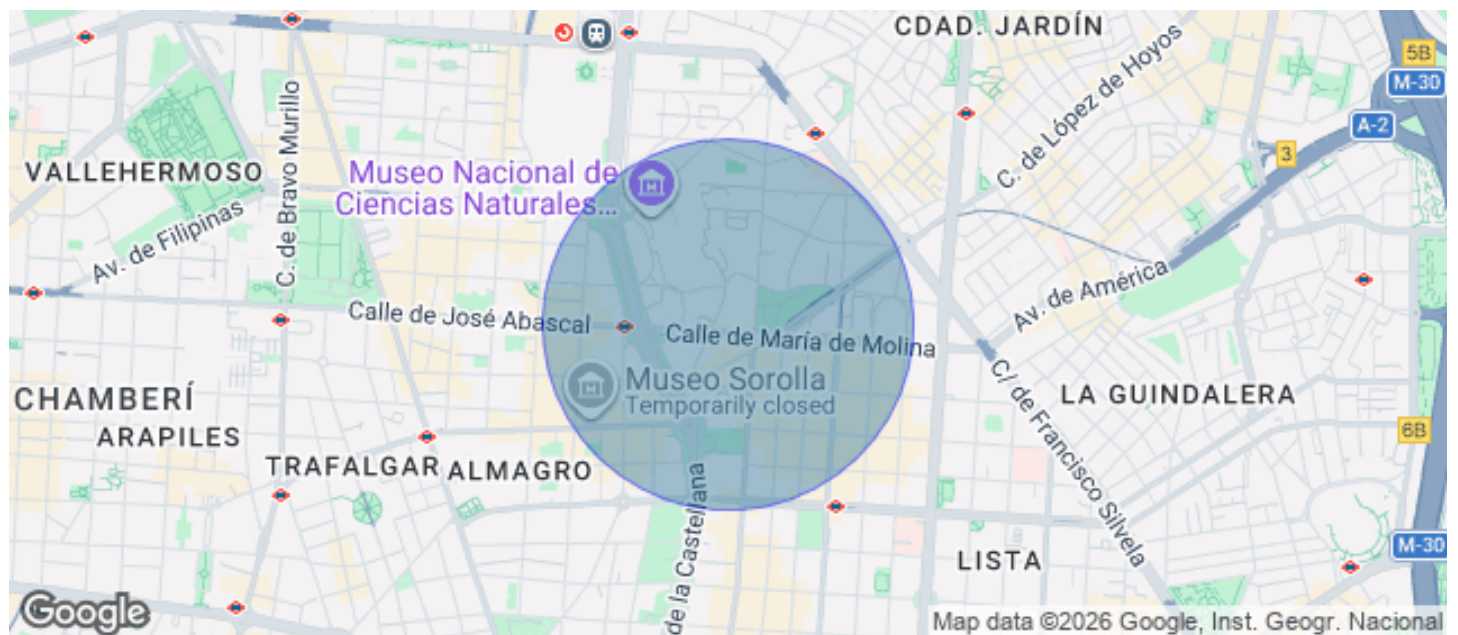 CDAD. JARDÍN
5B
M-30
C. de López de Hoyos
A-2
3
VALLEHERMOSO
C. de Bravo Murillo
Museo Nacional de
Ciencias Naturales...
Av. de Filipinas
Av. de América
Calle de José Abascal
Calle de María de Molina
Museo Sorolla
Temporarily closed
C/ de Francisco Silvela
LA GUINDALERA
CHAMBERÍ
ARAPILES
6B
TRAFALGAR
ALMAGRO
de la Castellana
LISTA
M-30
Google
Map data ©2026 Google, Inst. Geogr. Nacional